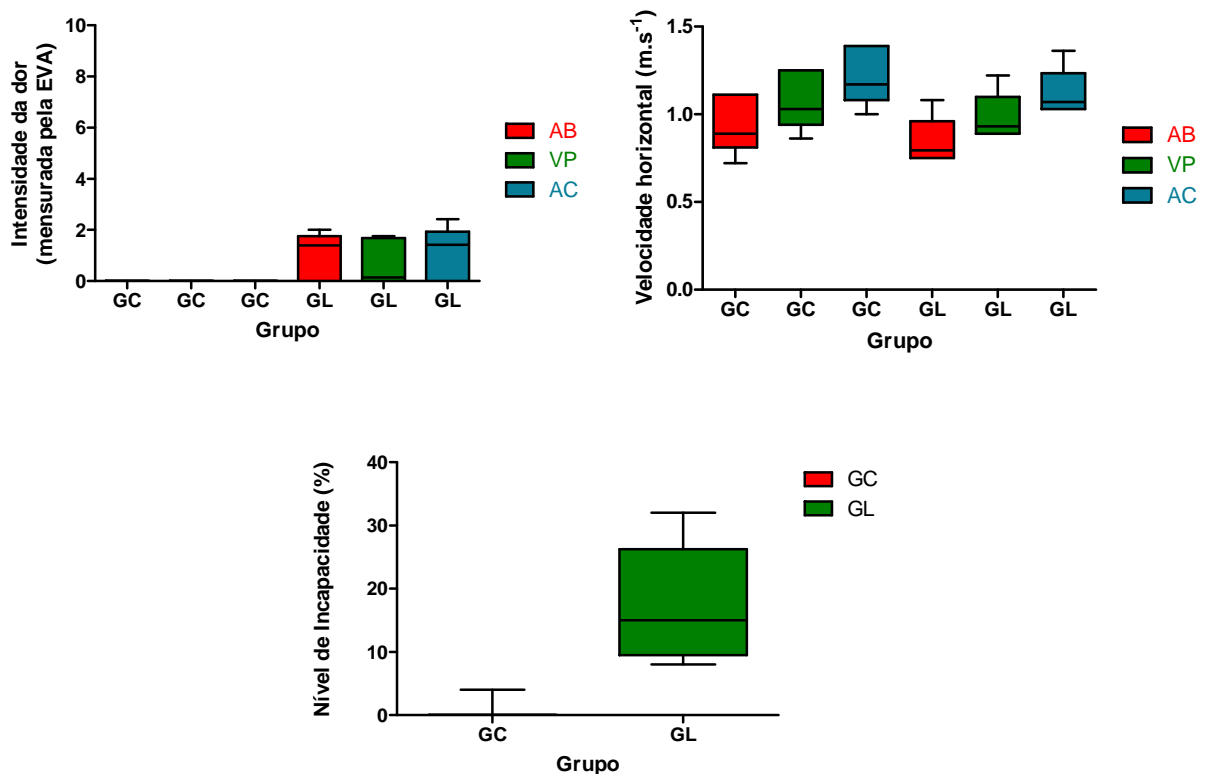 Intensidade da dor
(mensurada pela EVA)
10
8
6
4
2
0
GC GC GC GL GL GL
Grupo
AB
VP
AC
Velocidade horizontal (m.s⁻¹)
1.5
1.0
0.5
0.0
GC GC GC GL GL GL
Grupo
AB
VP
AC
Nível de Incapacidade (%)
40
30
20
10
0
GC GL
Grupo
GC
GL